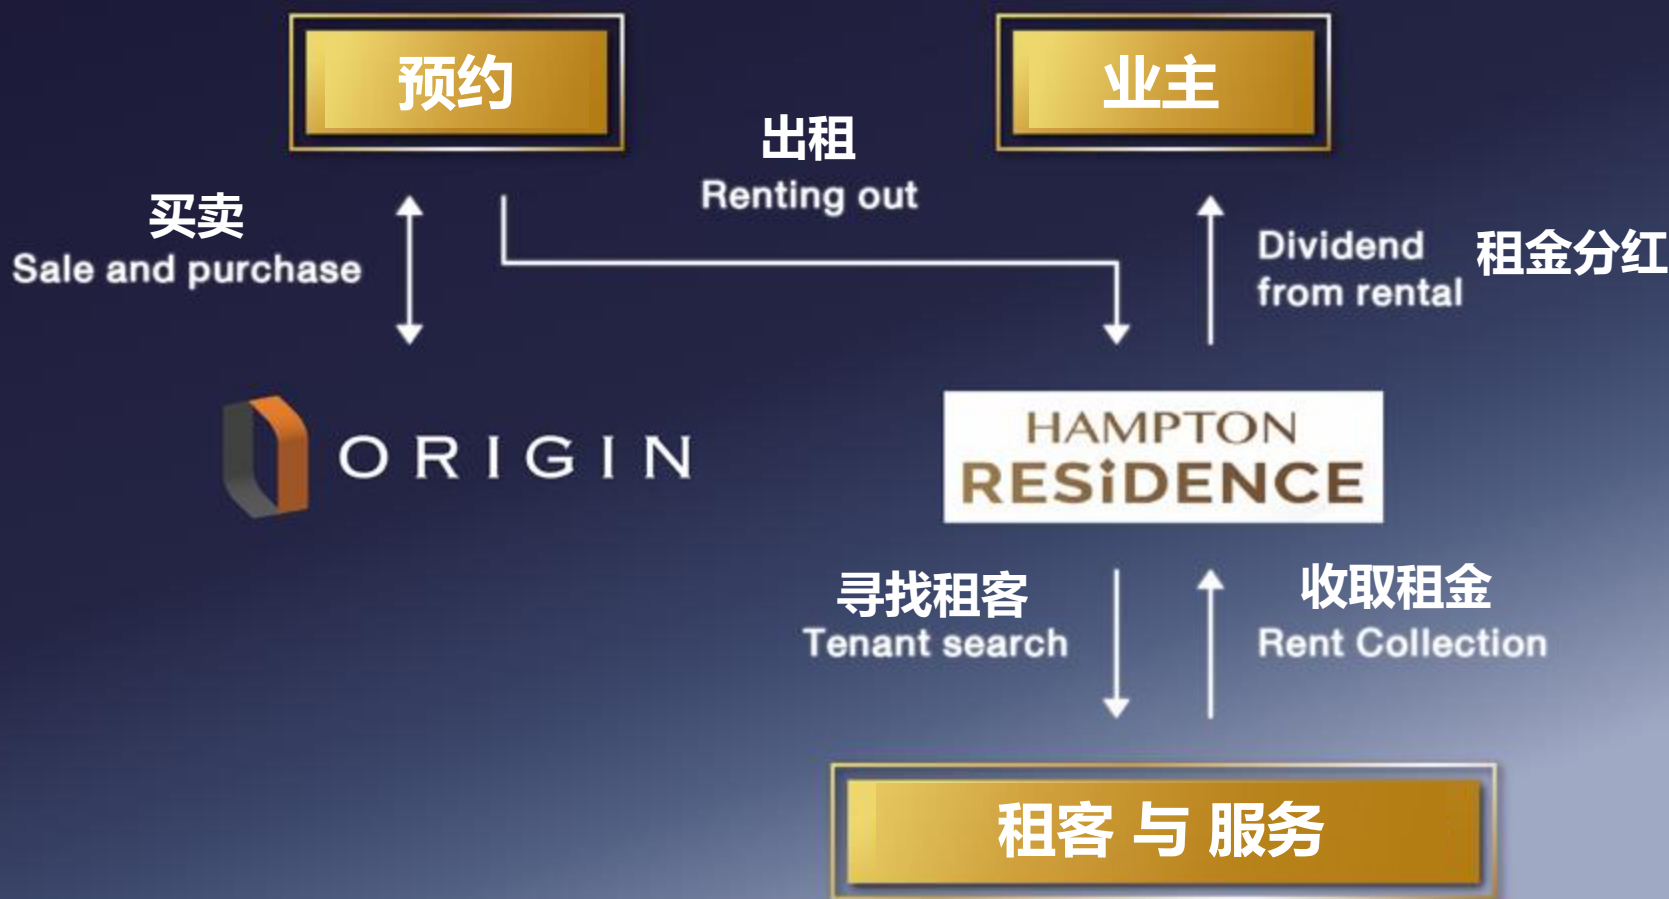 预约
业主
出租
Renting out
买卖
Sale and purchase
Dividend
from rental
租金分红
ORIGIN
HAMPTON
RESiDENCE
寻找租客
Tenant search
收取租金
Rent Collection
租客 与 服务